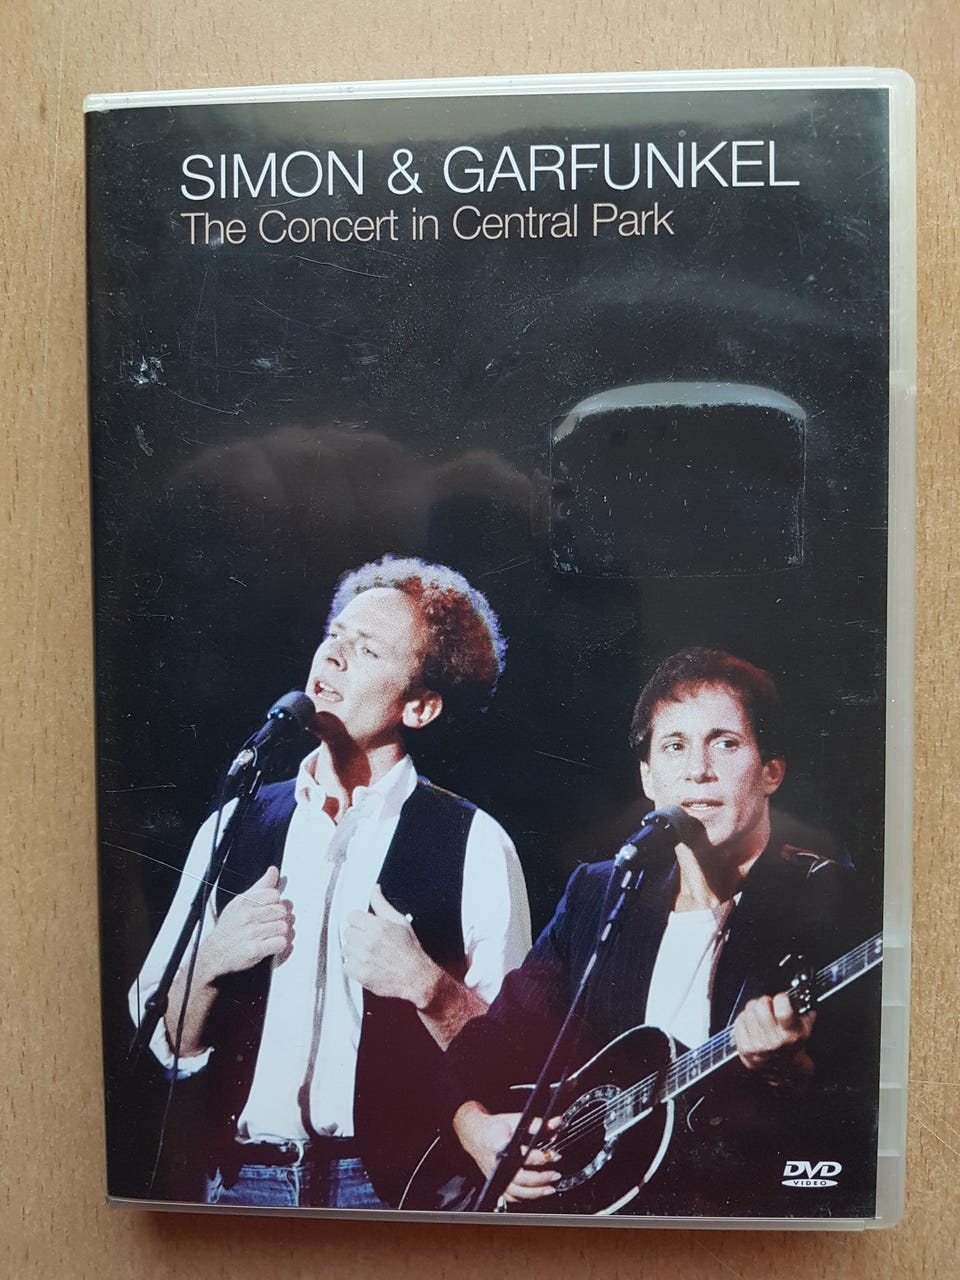 SIMON & GARFUNKEL
The Concert in Central Park
DVD
VIDEO